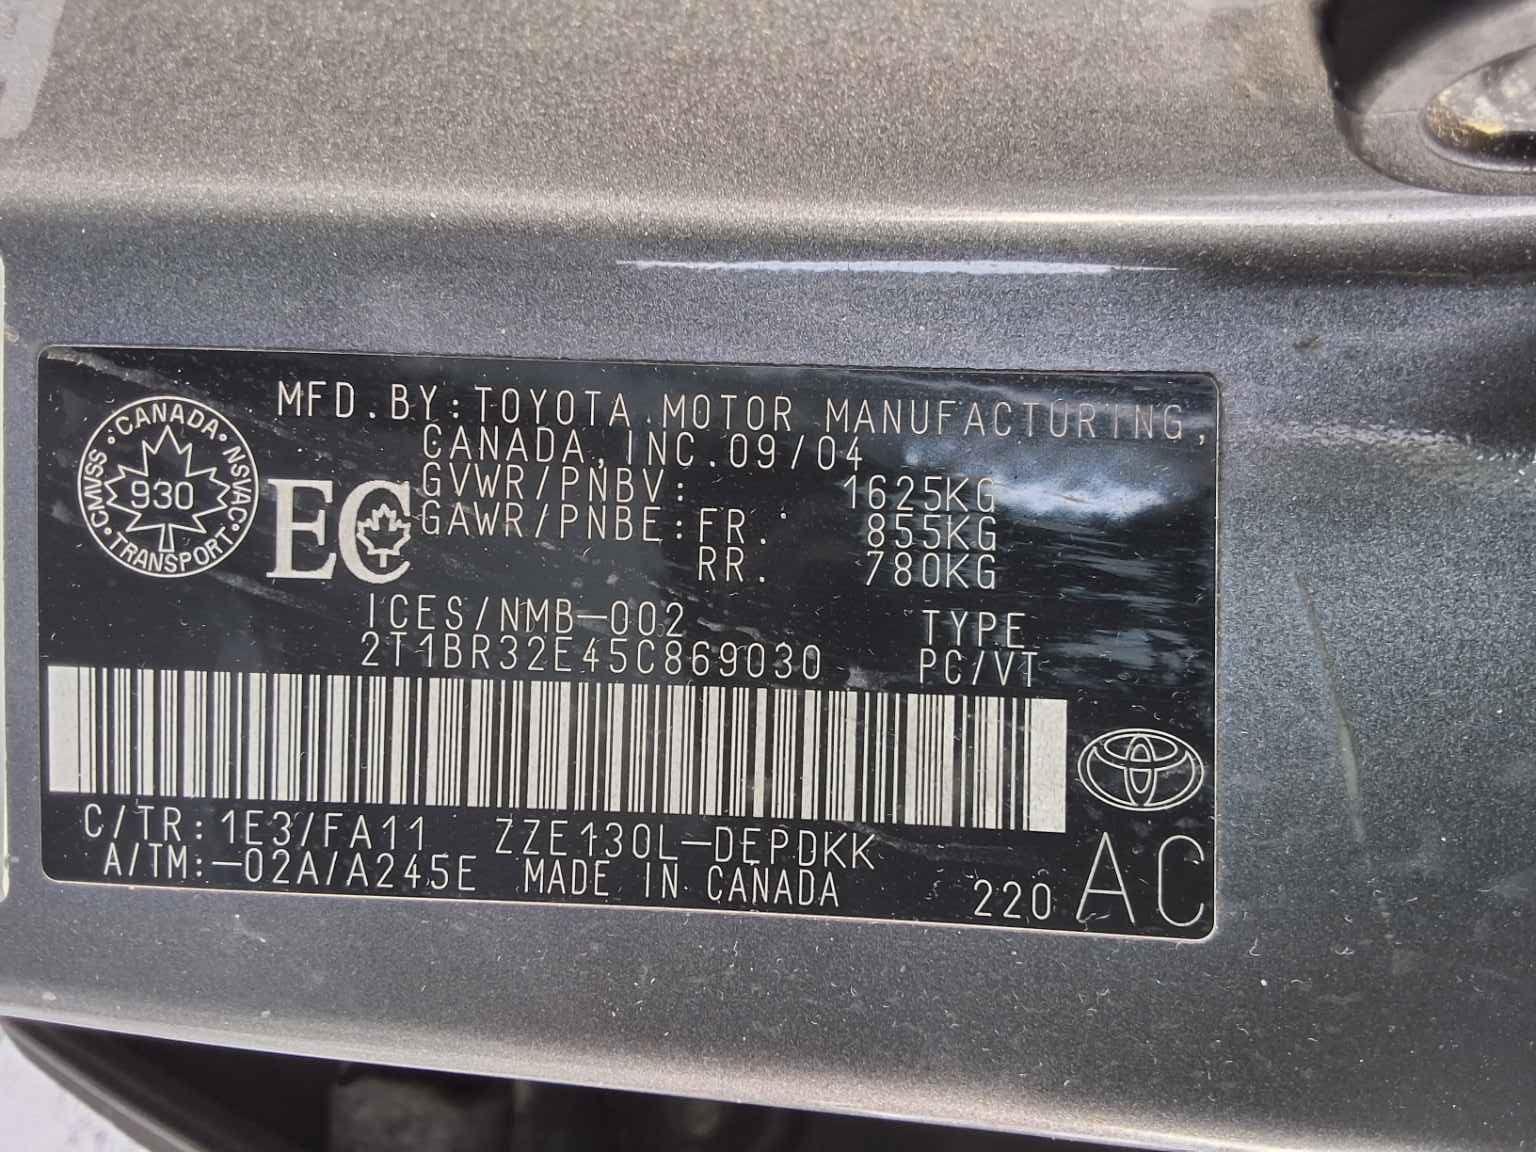 MFD.BY:TOYOTA MOTOR MANUFACTURING,
CANADA, INC. 09/04
GVWR/PNBV: 1625KG
GAWR/PNBE:FR. 855KG
RR. 780KG
CANADA · NSVAC · TRANSPORT · CMVSS ·
930
EC
ICES/NMB-002
2T1BR32E45C869030
TYPE
PC/VT
C/TR:1E3/FA11 ZZE130L-DEPDKK
A/TM:-02A/A245E MADE IN CANADA
220 AC